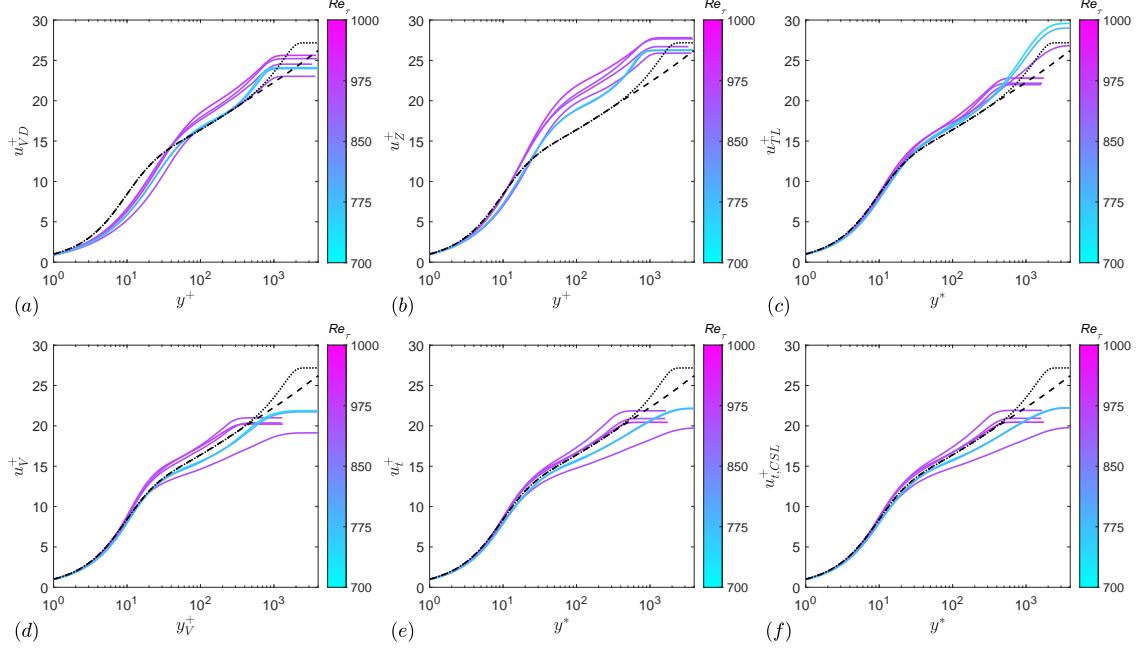 Re_τ Re_τ Re_τ
30 1000 30 1000 30 1000
25 25 25
975 975 975
20 20 20
u^+_{VD} 15 850 u^+_Z 15 850 u^+_{TL} 15 850
10 10 10
775 775 775
5 5 5
0 700 0 700 0 700
10^0 10^1 10^2 10^3 10^0 10^1 10^2 10^3 10^0 10^1 10^2 10^3
(a) y^+ (b) y^+ (c) y^*
Re_τ Re_τ Re_τ
30 1000 30 1000 30 1000
25 25 25
975 975 975
20 20 20
u^+_V 15 850 u^+_t 15 850 u^+_{t,CSL} 15 850
10 10 10
775 775 775
5 5 5
0 700 0 700 0 700
10^0 10^1 10^2 10^3 10^0 10^1 10^2 10^3 10^0 10^1 10^2 10^3
(d) y^+_V (e) y^* (f) y^*